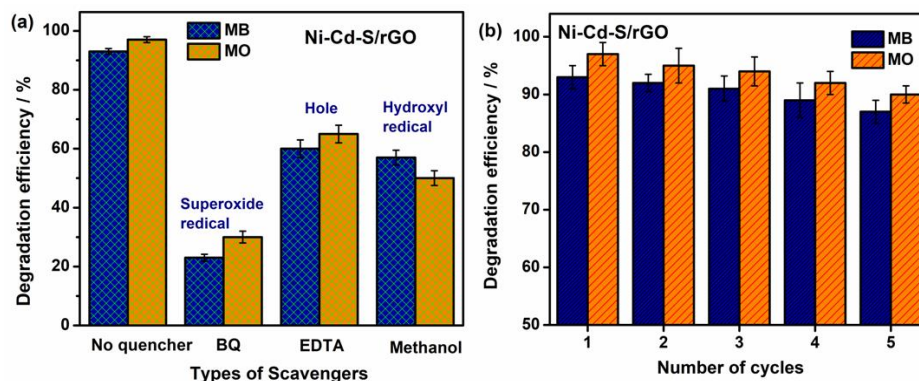 (a)
MB
MO
Ni-Cd-S/rGO
Degradation efficiency / %
100
80
60
40
20
0
Superoxide
redical
Hole
Hydroxyl
redical
No quencher
BQ
EDTA
Methanol
Types of Scavengers
(b)
Ni-Cd-S/rGO
MB
MO
Degradation efficiency / %
100
90
80
70
60
50
1
2
3
4
5
Number of cycles